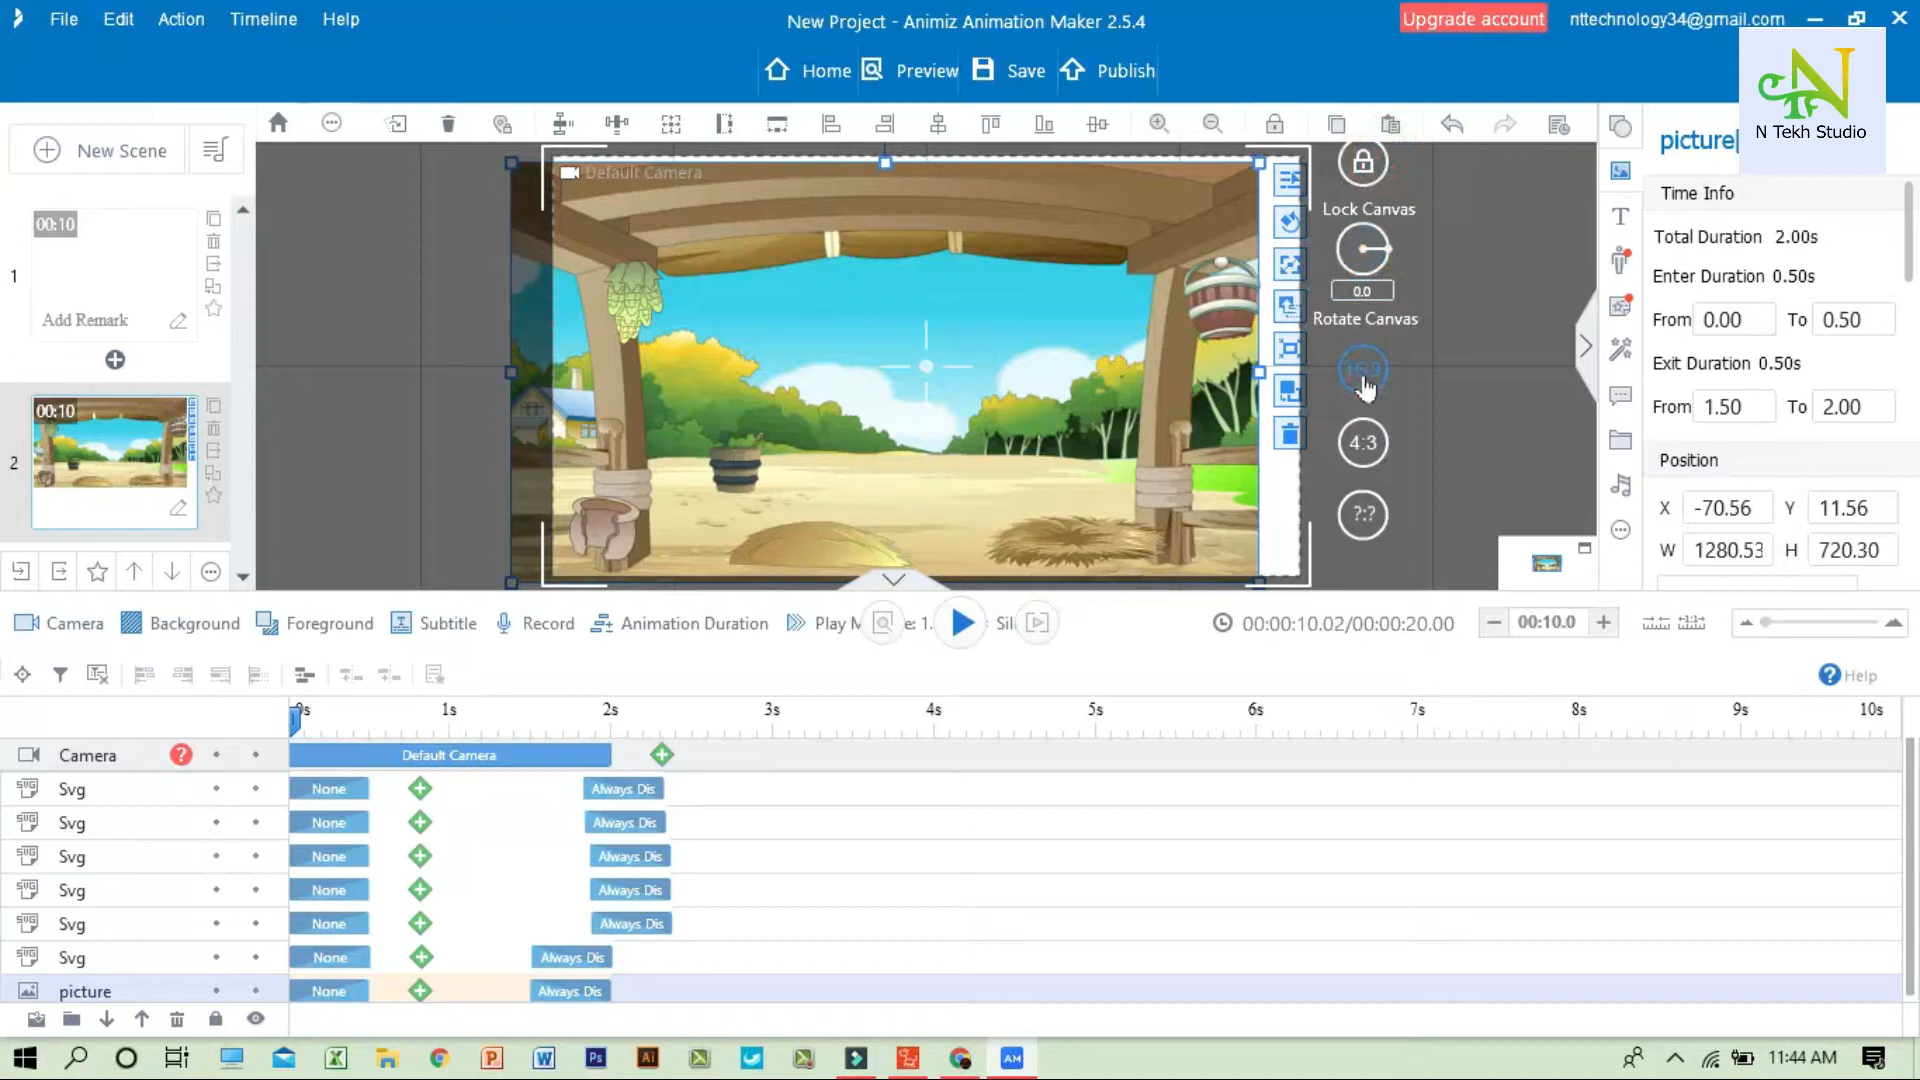 File Edit Action Timeline Help
New Project - Animiz Animation Maker 2.5.4
Upgrade account nttechnology34@gmail.com
Home Preview Save Publish
N Tekh Studio
New Scene
picture[
Default Camera
Lock Canvas
0.0
Rotate Canvas
16:9
4:3
?:?
00:10
1
Add Remark
00:10
2
Time Info
Total Duration 2.00s
Enter Duration 0.50s
From 0.00 To 0.50
Exit Duration 0.50s
From 1.50 To 2.00
Position
X -70.56 Y 11.56
W 1280.53 H 720.30
Camera Background Foreground Subtitle Record Animation Duration Play M e: 1. Sil 00:00:10.02/00:00:20.00 00:10.0
Help
0s 1s 2s 3s 4s 5s 6s 7s 8s 9s 10s
Camera ? Default Camera
Svg None Always Dis
Svg None Always Dis
Svg None Always Dis
Svg None Always Dis
Svg None Always Dis
Svg None Always Dis
picture None Always Dis
11:44 AM